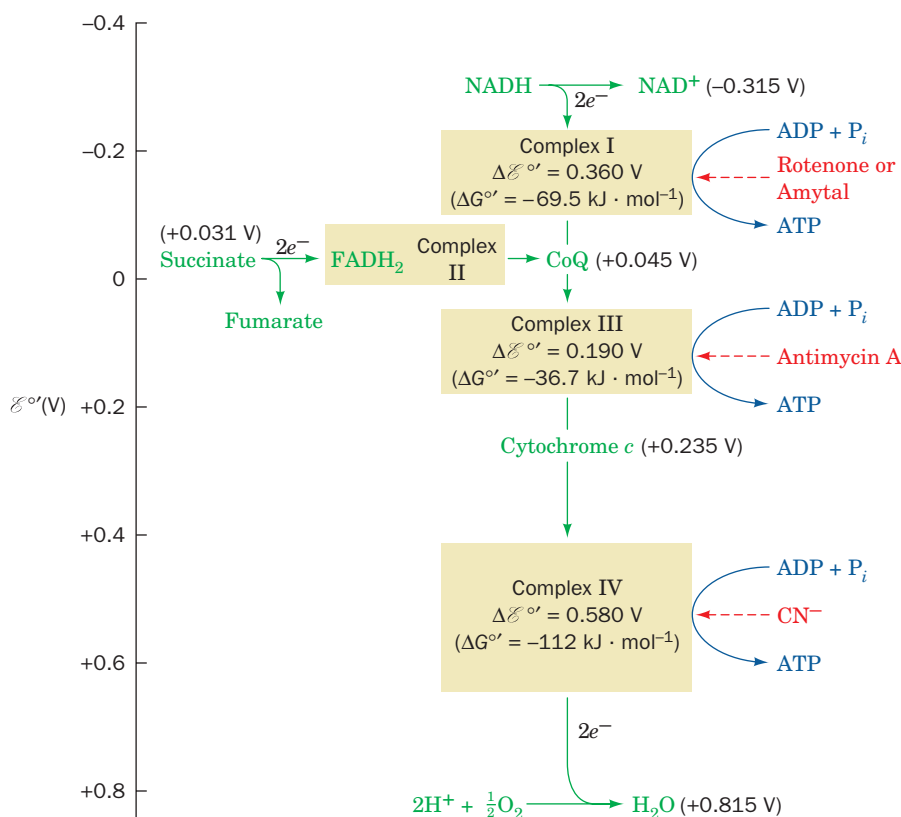 −0.4
NADH
NAD⁺ (−0.315 V)
2e⁻
−0.2
Complex I
Δℰ°′ = 0.360 V
(ΔG°′ = −69.5 kJ · mol⁻¹)
ADP + Pᵢ
Rotenone or
Amytal
ATP
(+0.031 V)
Succinate
2e⁻
FADH₂
Complex
II
CoQ (+0.045 V)
0
Fumarate
Complex III
Δℰ°′ = 0.190 V
(ΔG°′ = −36.7 kJ · mol⁻¹)
ADP + Pᵢ
Antimycin A
ATP
ℰ°′(V)
+0.2
Cytochrome c (+0.235 V)
+0.4
Complex IV
Δℰ°′ = 0.580 V
(ΔG°′ = −112 kJ · mol⁻¹)
ADP + Pᵢ
CN⁻
ATP
+0.6
2e⁻
+0.8
2H⁺ + ½O₂
H₂O (+0.815 V)